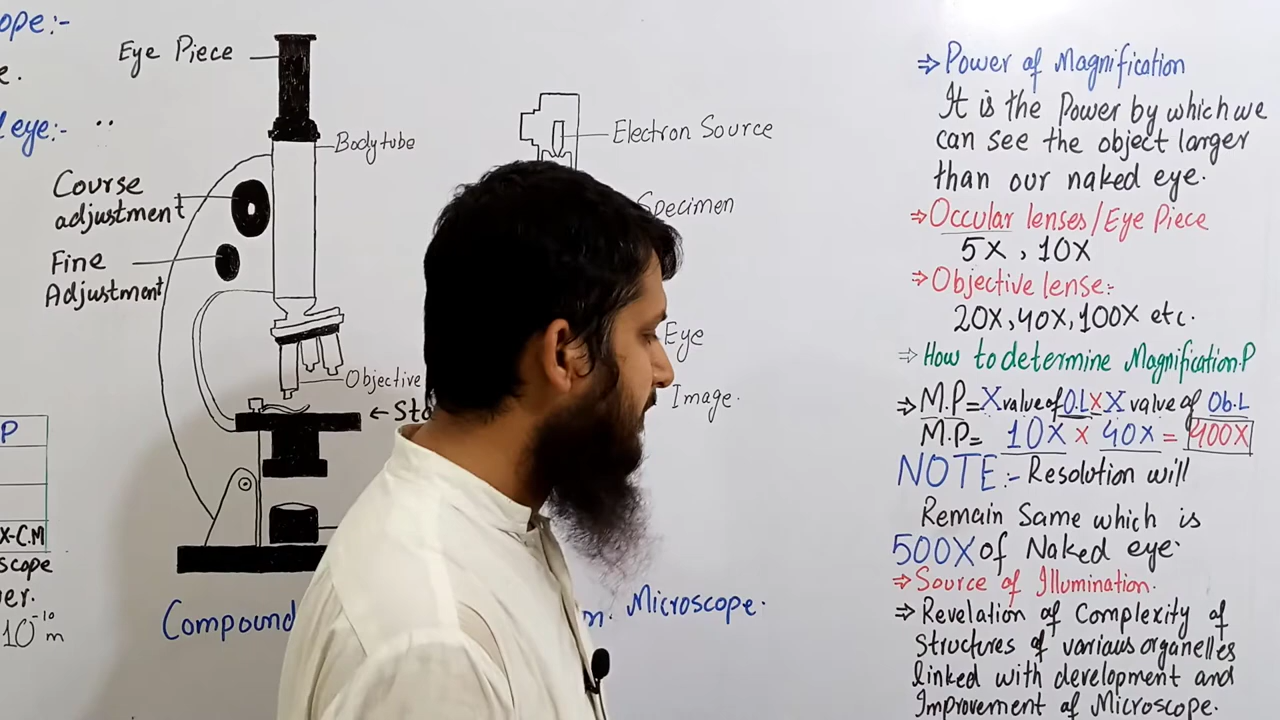 ope:-
e.
eye:-
Eye Piece
Body tube
Course
adjustment
Fine
Adjustment
Objective
← Sta
P
X-C.M
scope
er.
10⁻¹⁰ m
Compound
Electron Source
Specimen
Eye
Image.
n. Microscope.
⇒ Power of Magnification
It is the Power by which we
can see the object larger
than our naked eye.
⇒ Occular lenses/Eye Piece
5X, 10X
⇒ Objective lense:-
20X, 40X, 100X etc.
⇒ How to determine Magnification.P
⇒ M.P=X value of O.L X X value of Ob.L
M.P= 10X x 40X = 400X
NOTE:- Resolution will
Remain Same which is
500X of Naked eye.
⇒ Source of Illumination.
⇒ Revelation of Complexity of
Structures of various organelles
linked with development and
Improvement of Microscope.